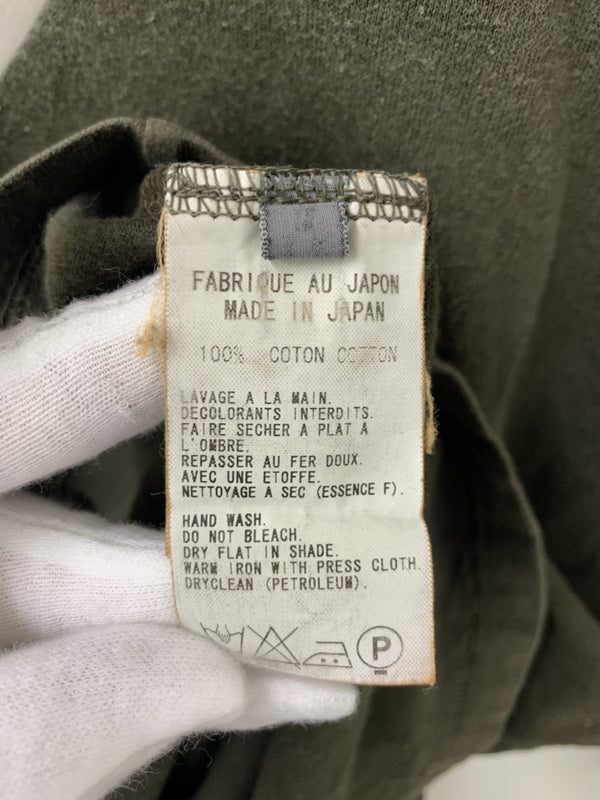 FABRIQUE AU JAPON
MADE IN JAPAN
100% COTON COTTON
LAVAGE A LA MAIN.
DECOLORANTS INTERDITS.
FAIRE SECHER A PLAT A
L'OMBRE.
REPASSER AU FER DOUX.
AVEC UNE ETOFFE.
NETTOYAGE A SEC (ESSENCE F).
HAND WASH.
DO NOT BLEACH.
DRY FLAT IN SHADE.
WARM IRON WITH PRESS CLOTH.
DRYCLEAN (PETROLEUM).
P